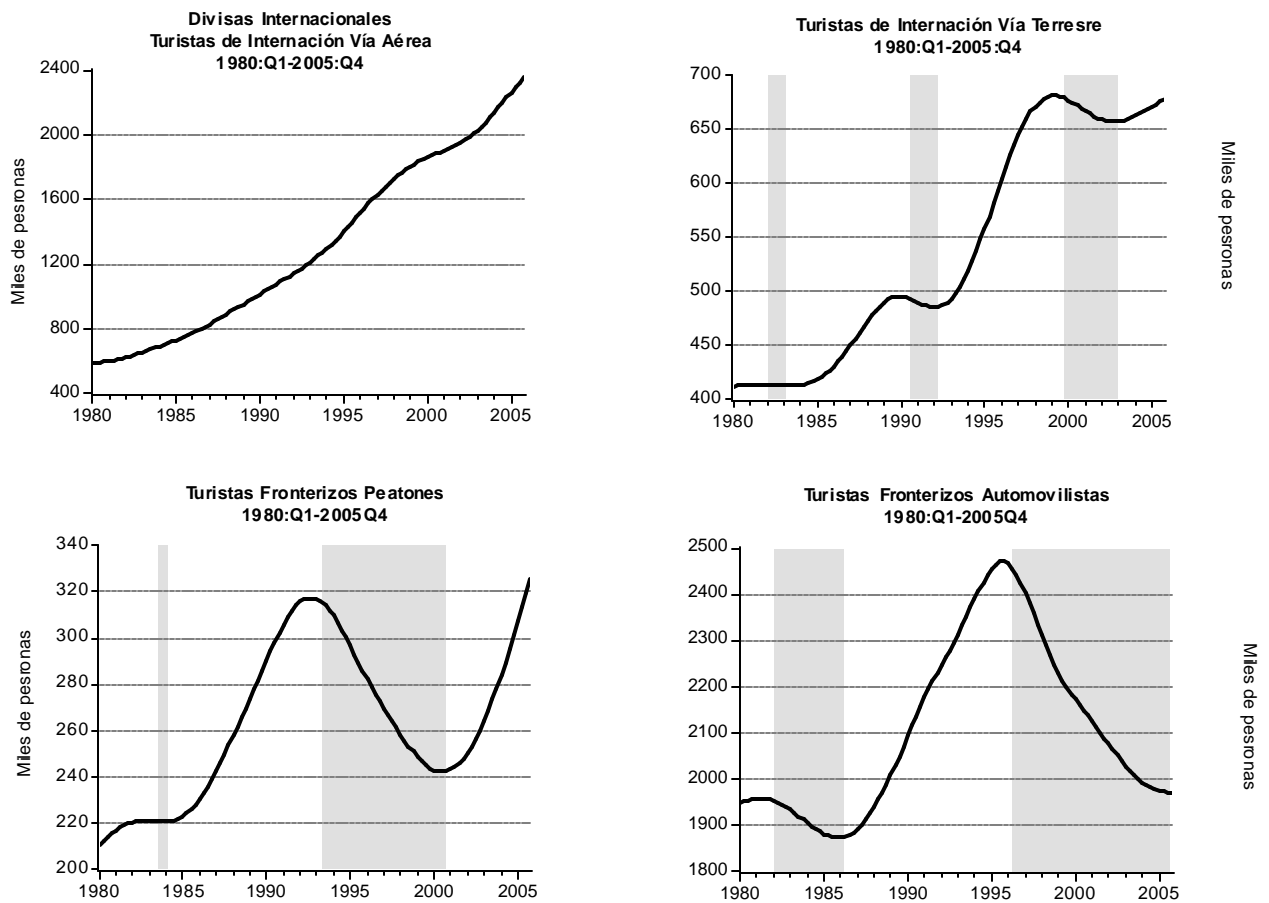 Divisas Internacionales
Turistas de Internación Vía Aérea
1980:Q1-2005:Q4
2400
2000
1600
1200
800
400
Miles de pesronas
1980 1985 1990 1995 2000 2005
Turistas de Internación Vía Terresre
1980:Q1-2005:Q4
700
650
600
550
500
450
400
Miles de pesronas
1980 1985 1990 1995 2000 2005
Turistas Fronterizos Peatones
1980:Q1-2005Q4
340
320
300
280
260
240
220
200
Miles de pesronas
1980 1985 1990 1995 2000 2005
Turistas Fronterizos Automovilistas
1980:Q1-2005Q4
2500
2400
2300
2200
2100
2000
1900
1800
Miles de pesronas
1980 1985 1990 1995 2000 2005